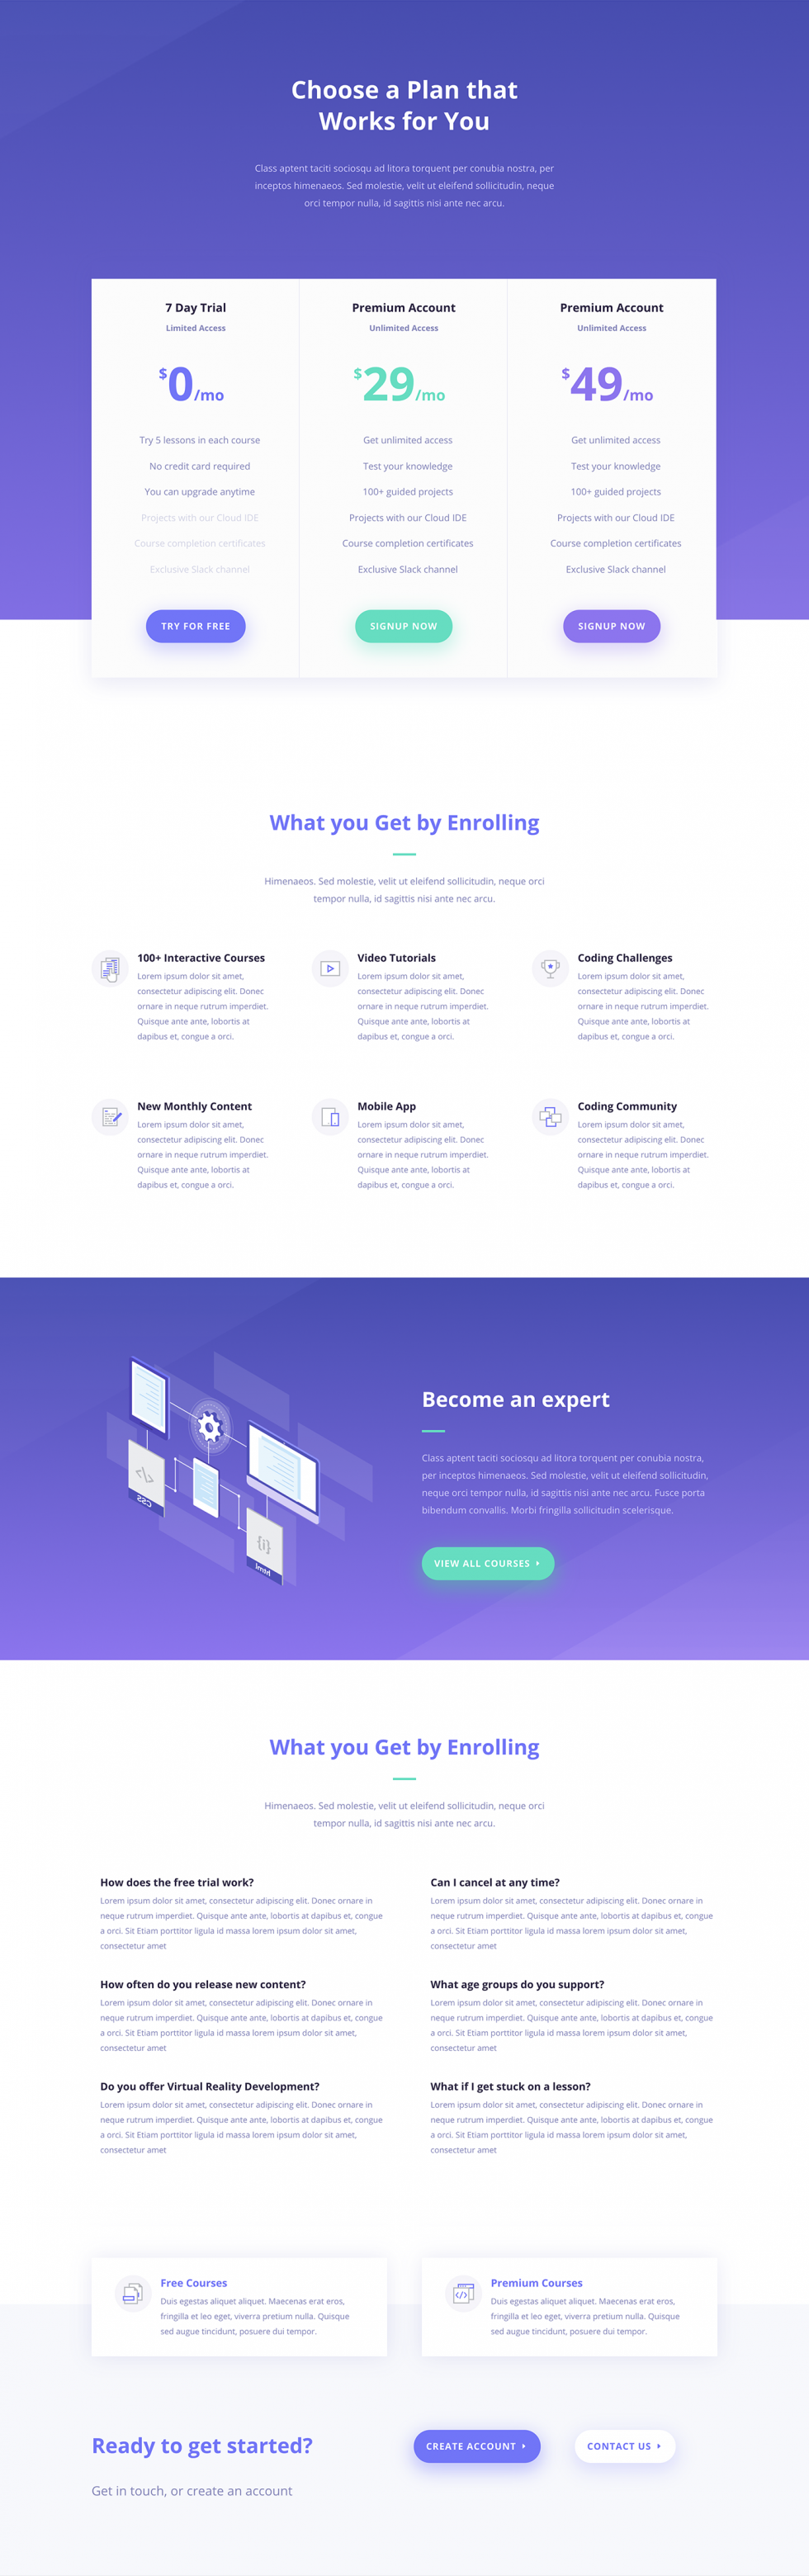 Choose a Plan that
Works for You
Class aptent taciti sociosqu ad litora torquent per conubia nostra, per
inceptos himenaeos. Sed molestie, velit ut eleifend sollicitudin, neque
orci tempor nulla, id sagittis nisi ante nec arcu.
7 Day Trial
Limited Access
$0/mo
Try 5 lessons in each course
No credit card required
You can upgrade anytime
Projects with our Cloud IDE
Course completion certificates
Exclusive Slack channel
TRY FOR FREE
Premium Account
Unlimited Access
$29/mo
Get unlimited access
Test your knowledge
100+ guided projects
Projects with our Cloud IDE
Course completion certificates
Exclusive Slack channel
SIGNUP NOW
Premium Account
Unlimited Access
$49/mo
Get unlimited access
Test your knowledge
100+ guided projects
Projects with our Cloud IDE
Course completion certificates
Exclusive Slack channel
SIGNUP NOW
What you Get by Enrolling
Himenaeos. Sed molestie, velit ut eleifend sollicitudin, neque orci
tempor nulla, id sagittis nisi ante nec arcu.
100+ Interactive Courses
Lorem ipsum dolor sit amet,
consectetur adipiscing elit. Donec
ornare in neque rutrum imperdiet.
Quisque ante ante, lobortis at
dapibus et, congue a orci.
Video Tutorials
Lorem ipsum dolor sit amet,
consectetur adipiscing elit. Donec
ornare in neque rutrum imperdiet.
Quisque ante ante, lobortis at
dapibus et, congue a orci.
Coding Challenges
Lorem ipsum dolor sit amet,
consectetur adipiscing elit. Donec
ornare in neque rutrum imperdiet.
Quisque ante ante, lobortis at
dapibus et, congue a orci.
New Monthly Content
Lorem ipsum dolor sit amet,
consectetur adipiscing elit. Donec
ornare in neque rutrum imperdiet.
Quisque ante ante, lobortis at
dapibus et, congue a orci.
Mobile App
Lorem ipsum dolor sit amet,
consectetur adipiscing elit. Donec
ornare in neque rutrum imperdiet.
Quisque ante ante, lobortis at
dapibus et, congue a orci.
Coding Community
Lorem ipsum dolor sit amet,
consectetur adipiscing elit. Donec
ornare in neque rutrum imperdiet.
Quisque ante ante, lobortis at
dapibus et, congue a orci.
</>
CSS
{i}
html
Become an expert
Class aptent taciti sociosqu ad litora torquent per conubia nostra,
per inceptos himenaeos. Sed molestie, velit ut eleifend sollicitudin,
neque orci tempor nulla, id sagittis nisi ante nec arcu. Fusce porta
bibendum convallis. Morbi fringilla sollicitudin scelerisque.
VIEW ALL COURSES
What you Get by Enrolling
Himenaeos. Sed molestie, velit ut eleifend sollicitudin, neque orci
tempor nulla, id sagittis nisi ante nec arcu.
How does the free trial work?
Lorem ipsum dolor sit amet, consectetur adipiscing elit. Donec ornare in
neque rutrum imperdiet. Quisque ante ante, lobortis at dapibus et, congue
a orci. Sit Etiam porttitor ligula id massa lorem ipsum dolor sit amet,
consectetur amet
Can I cancel at any time?
Lorem ipsum dolor sit amet, consectetur adipiscing elit. Donec ornare in
neque rutrum imperdiet. Quisque ante ante, lobortis at dapibus et, congue
a orci. Sit Etiam porttitor ligula id massa lorem ipsum dolor sit amet,
consectetur amet
How often do you release new content?
Lorem ipsum dolor sit amet, consectetur adipiscing elit. Donec ornare in
neque rutrum imperdiet. Quisque ante ante, lobortis at dapibus et, congue
a orci. Sit Etiam porttitor ligula id massa lorem ipsum dolor sit amet,
consectetur amet
What age groups do you support?
Lorem ipsum dolor sit amet, consectetur adipiscing elit. Donec ornare in
neque rutrum imperdiet. Quisque ante ante, lobortis at dapibus et, congue
a orci. Sit Etiam porttitor ligula id massa lorem ipsum dolor sit amet,
consectetur amet
Do you offer Virtual Reality Development?
Lorem ipsum dolor sit amet, consectetur adipiscing elit. Donec ornare in
neque rutrum imperdiet. Quisque ante ante, lobortis at dapibus et, congue
a orci. Sit Etiam porttitor ligula id massa lorem ipsum dolor sit amet,
consectetur amet
What if I get stuck on a lesson?
Lorem ipsum dolor sit amet, consectetur adipiscing elit. Donec ornare in
neque rutrum imperdiet. Quisque ante ante, lobortis at dapibus et, congue
a orci. Sit Etiam porttitor ligula id massa lorem ipsum dolor sit amet,
consectetur amet
Free Courses
Duis egestas aliquet aliquet. Maecenas erat eros,
fringilla et leo eget, viverra pretium nulla. Quisque
sed augue tincidunt, posuere dui tempor.
</>
Premium Courses
Duis egestas aliquet aliquet. Maecenas erat eros,
fringilla et leo eget, viverra pretium nulla. Quisque
sed augue tincidunt, posuere dui tempor.
Ready to get started?
Get in touch, or create an account
CREATE ACCOUNT
CONTACT US